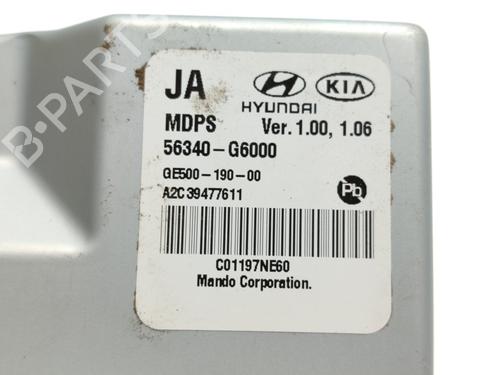 JA
HYUNDAI
KIA
MDPS Ver. 1.00, 1.06
56340-G6000
GE500-190-00
A2C39477611
Pb
C01197NE60
Mando Corporation.
B-PARTS